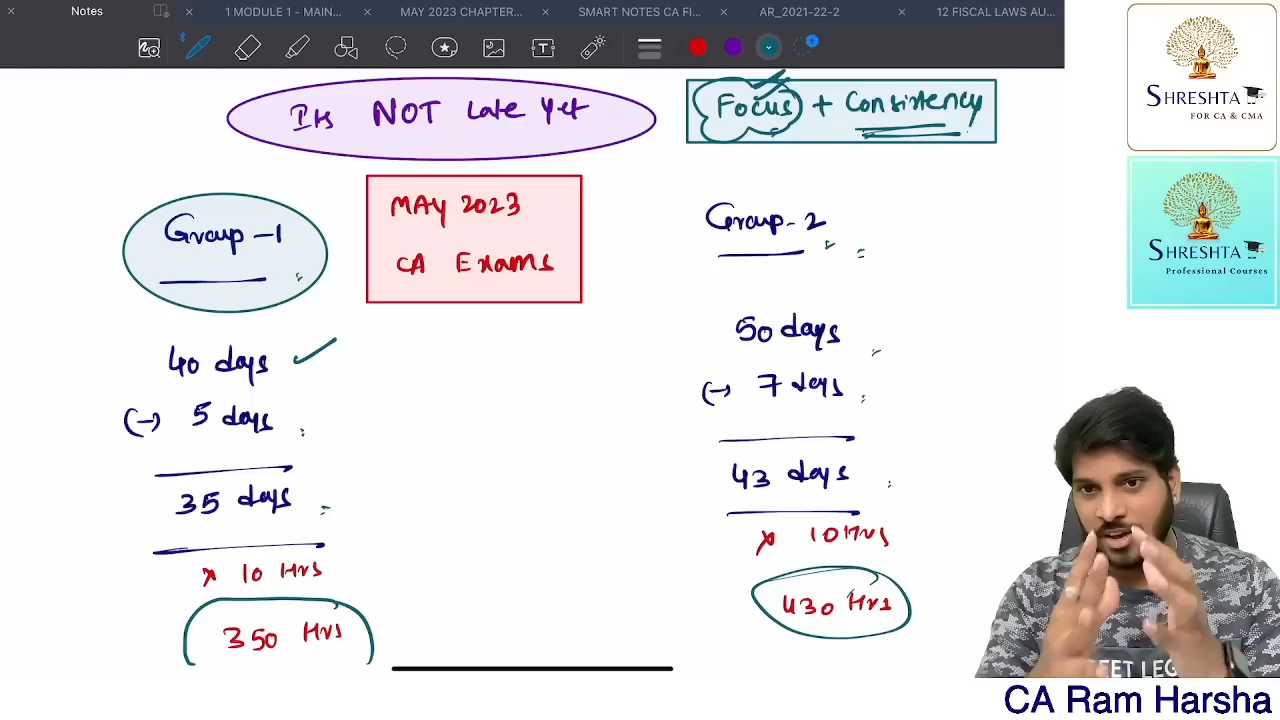 Notes
1 MODULE 1 - MAIN...
MAY 2023 CHAPTER...
SMART NOTES CA FI...
AR_2021-22-2
12 FISCAL LAWS AU...
Its NOT Late Yet
Focus + Consistency
SHRESHTA
FOR CA & CMA
SHRESHTA
Professional Courses
Group-1
MAY 2023
CA Exams
Group-2
40 days
(-) 5 days
35 days
x 10 Hrs
350 Hrs
50 days
(-) 7 days
43 days
x 10 Hrs
430 Hrs
CA Ram Harsha